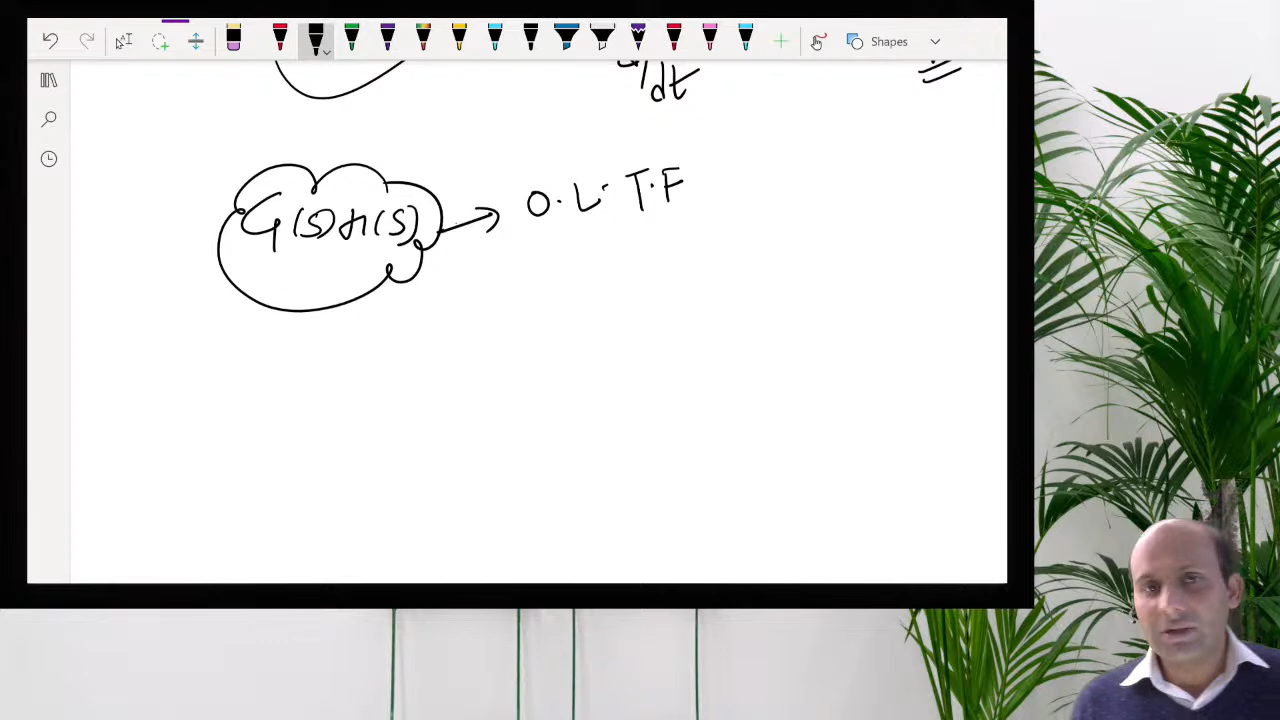 Shapes
d/dt
G(s)H(s) → O.L. T.F